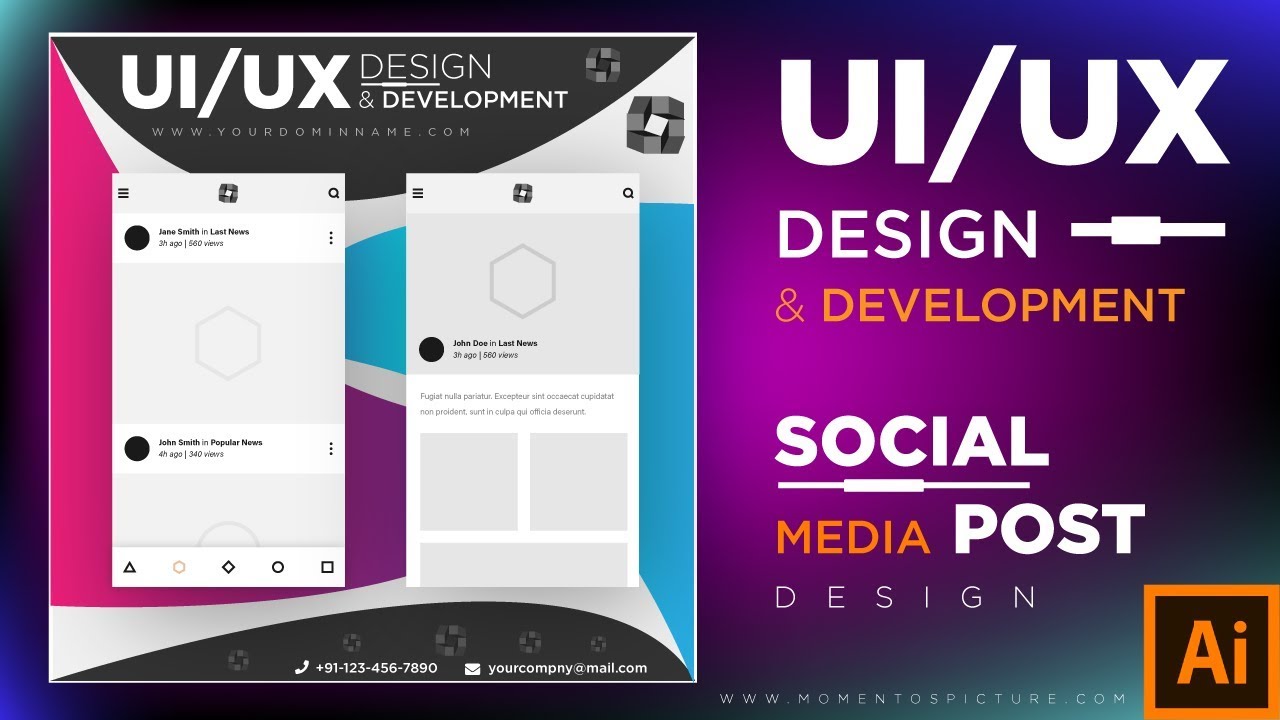 UI/UX DESIGN
& DEVELOPMENT
WWW.YOURDOMINNAME.COM
Jane Smith in Last News
3h ago | 560 views
John Smith in Popular News
4h ago | 340 views
John Doe in Last News
3h ago | 560 views
Fugiat nulla pariatur. Excepteur sint occaecat cupidatat
non proident, sunt in culpa qui officia deserunt.
+91-123-456-7890
yourcompny@mail.com
UI/UX
DESIGN
& DEVELOPMENT
SOCIAL
MEDIA POST
DESIGN
WWW.MOMENTOSPICTURE.COM
Ai